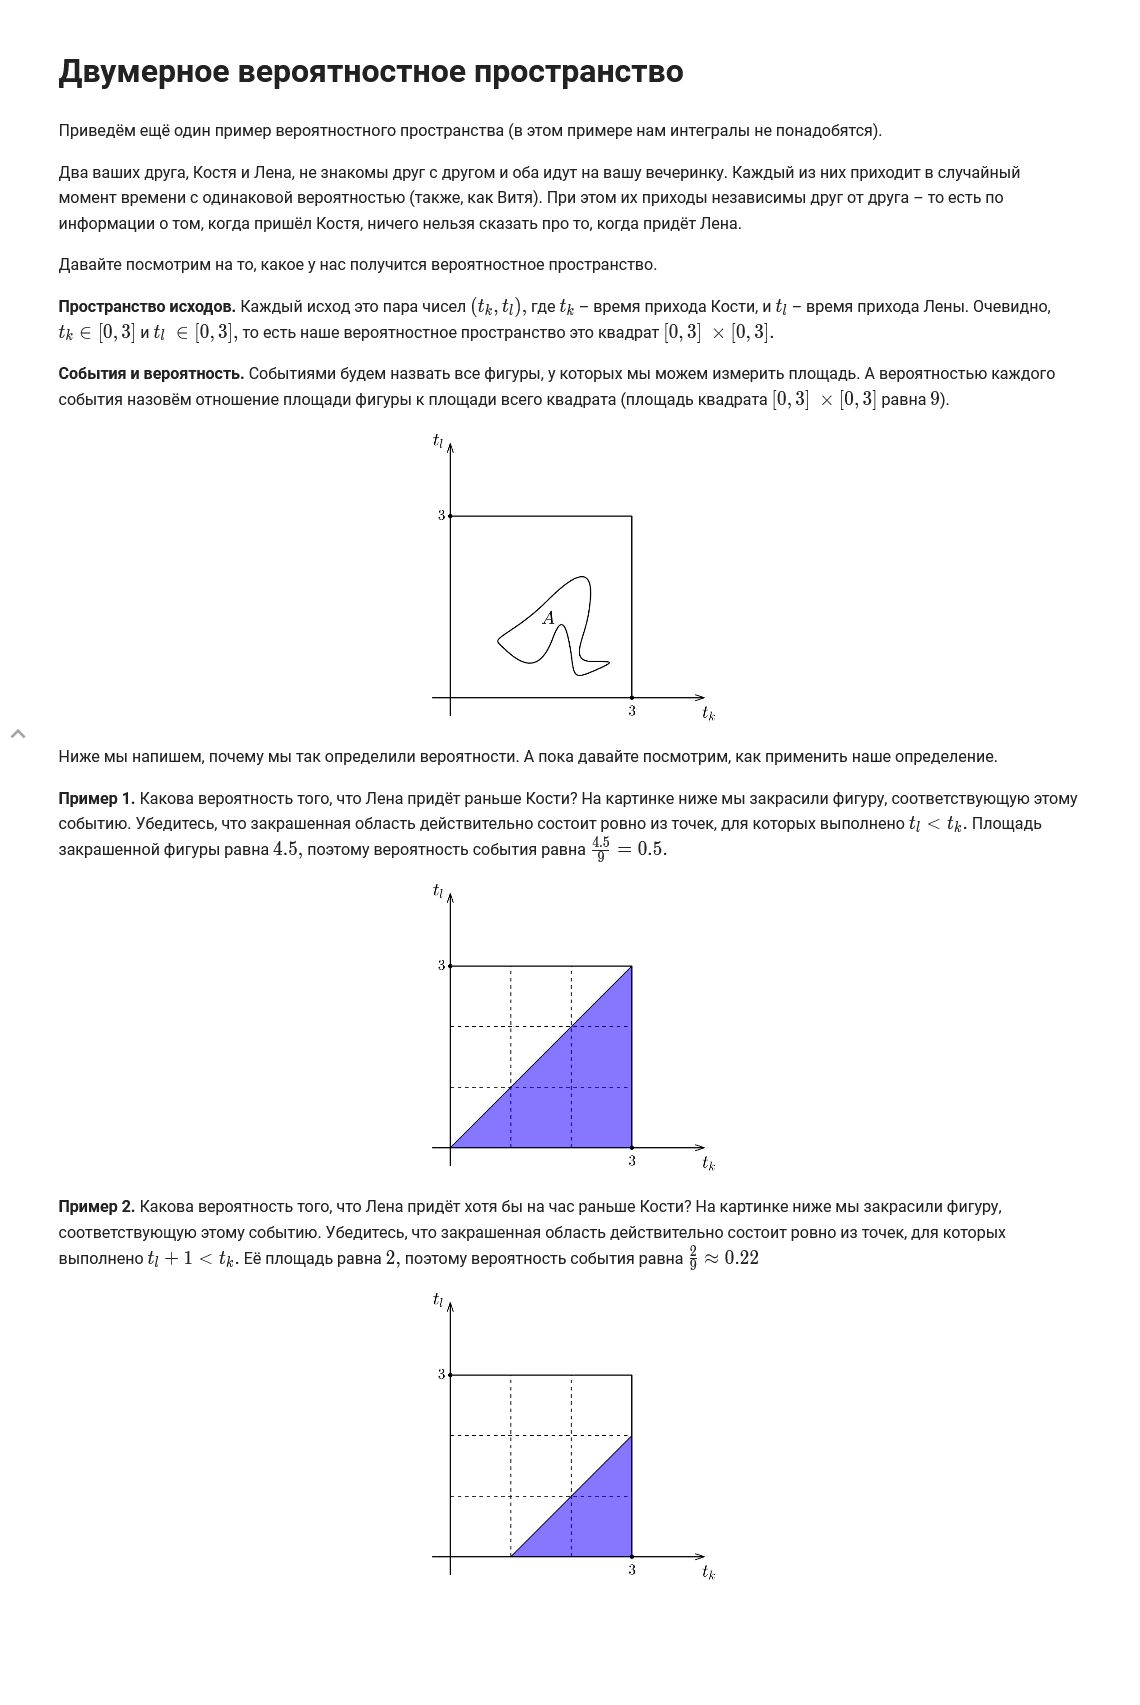 Двумерное вероятностное пространство
Приведём ещё один пример вероятностного пространства (в этом примере нам интегралы не понадобятся).
Два ваших друга, Костя и Лена, не знакомы друг с другом и оба идут на вашу вечеринку. Каждый из них приходит в случайный
момент времени с одинаковой вероятностью (также, как Витя). При этом их приходы независимы друг от друга – то есть по
информации о том, когда пришёл Костя, ничего нельзя сказать про то, когда придёт Лена.
Давайте посмотрим на то, какое у нас получится вероятностное пространство.
Пространство исходов. Каждый исход это пара чисел (t_k, t_l), где t_k – время прихода Кости, и t_l – время прихода Лены. Очевидно,
t_k ∈ [0, 3] и t_l ∈ [0, 3], то есть наше вероятностное пространство это квадрат [0, 3] × [0, 3].
События и вероятность. Событиями будем назвать все фигуры, у которых мы можем измерить площадь. А вероятностью каждого
события назовём отношение площади фигуры к площади всего квадрата (площадь квадрата [0, 3] × [0, 3] равна 9).
t_l
3
A
3
t_k
Ниже мы напишем, почему мы так определили вероятности. А пока давайте посмотрим, как применить наше определение.
Пример 1. Какова вероятность того, что Лена придёт раньше Кости? На картинке ниже мы закрасили фигуру, соответствующую этому
событию. Убедитесь, что закрашенная область действительно состоит ровно из точек, для которых выполнено t_l < t_k. Площадь
закрашенной фигуры равна 4.5, поэтому вероятность события равна 4.5/9 = 0.5.
t_l
3
3
t_k
Пример 2. Какова вероятность того, что Лена придёт хотя бы на час раньше Кости? На картинке ниже мы закрасили фигуру,
соответствующую этому событию. Убедитесь, что закрашенная область действительно состоит ровно из точек, для которых
выполнено t_l + 1 < t_k. Её площадь равна 2, поэтому вероятность события равна 2/9 ≈ 0.22
t_l
3
3
t_k